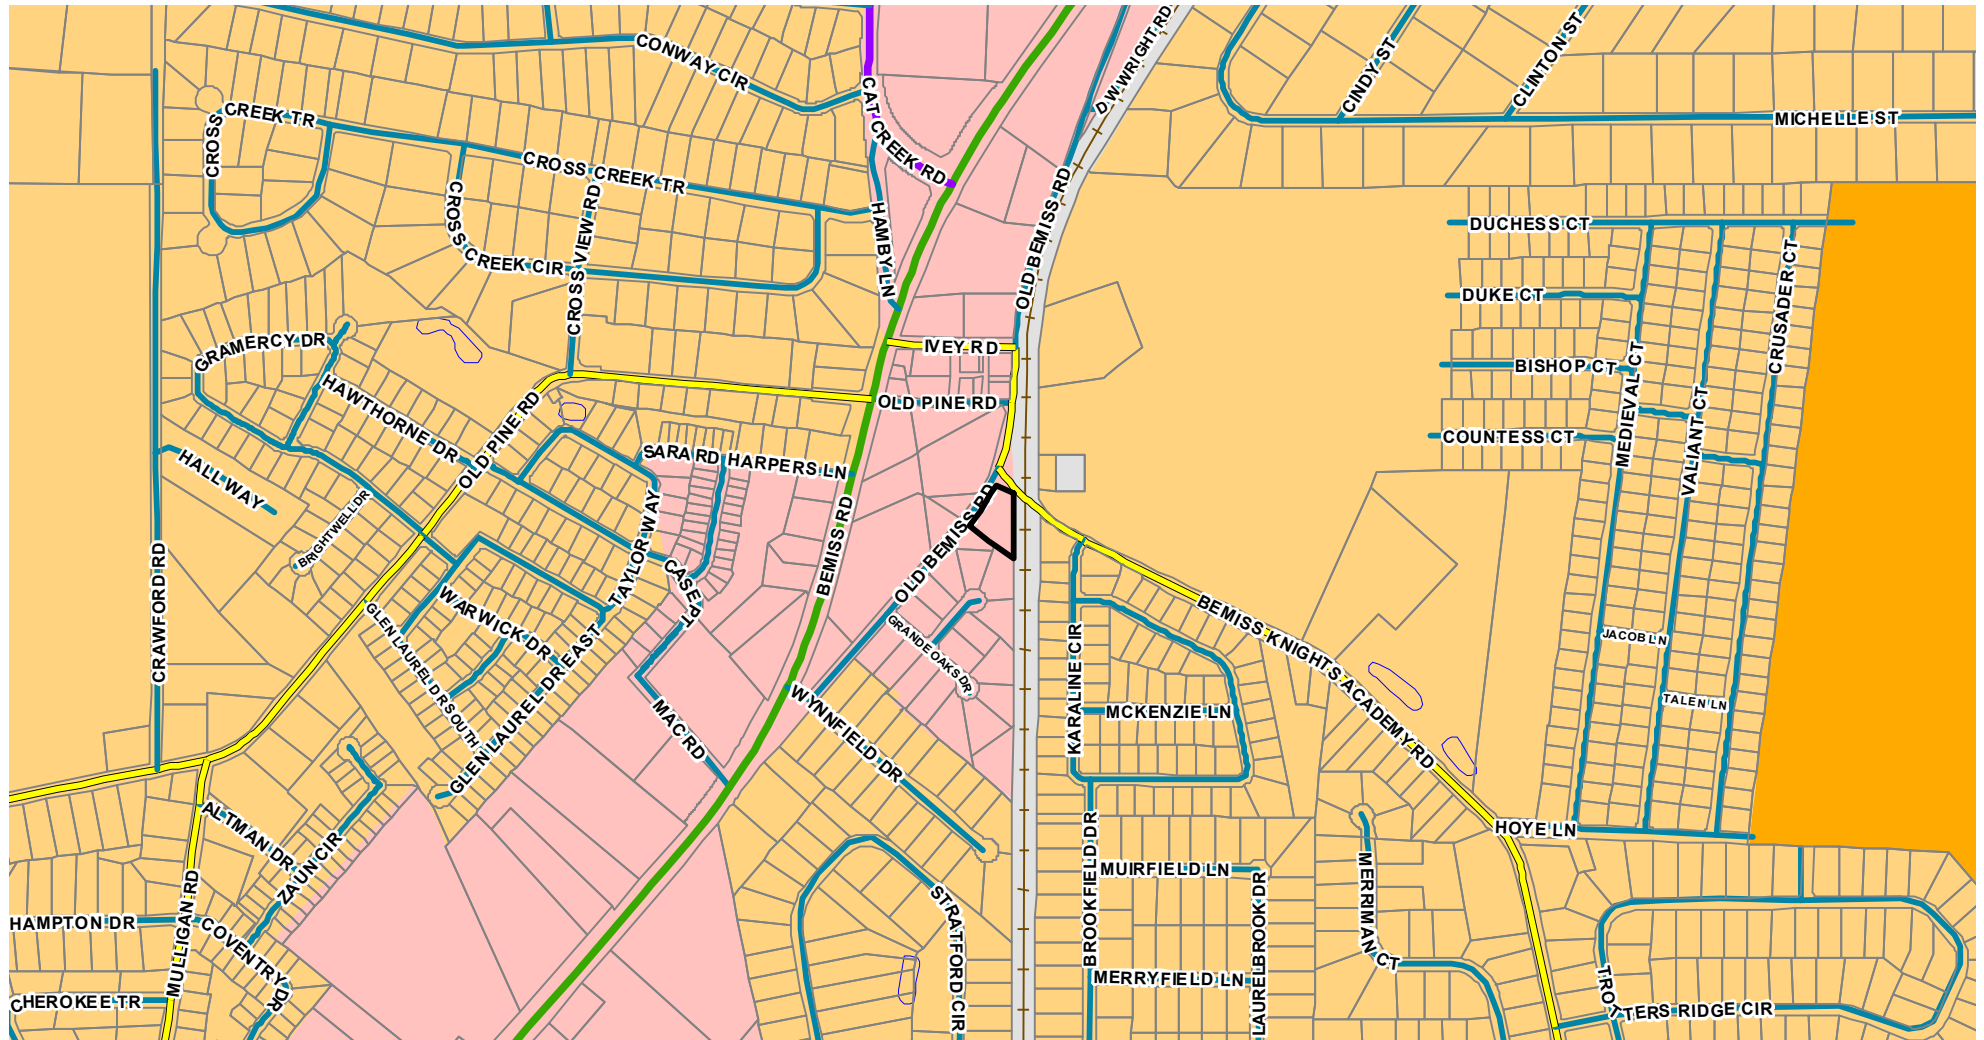 CONWAY CIR
CINDY ST
CLINTON ST
D W WRIGHT RD
CAT CREEK RD
CROSS CREEK TR
MICHELLE ST
CROSS CREEK TR
CROSS VIEW RD
CROSS CREEK CIR
HAMBY LN
OLD BEMISS RD
DUCHESS CT
DUKE CT
CRUSADER CT
GRAMERCY DR
IVEY RD
BISHOP CT
MEDIEVAL CT
HAWTHORNE DR
OLD PINE RD
OLD PINE RD
VALIANT CT
COUNTESS CT
SARA RD
HARPERS LN
HALL WAY
BRIGHTWELL DR
TAYLOR WAY
BEMISS RD
OLD BEMISS RD
CRAWFORD RD
CASE PT
WARWICK DR
GLEN LAUREL DR SOUTH
GLEN LAUREL DR EAST
GRANDE OAKS DR
KARALINE CIR
BEMISS KNIGHTS ACADEMY RD
JACOB LN
TALEN LN
MAC RD
WYNNFIELD DR
MCKENZIE LN
ALTMAN DR
ZAUN CIR
HOYE LN
MUIRFIELD LN
BROOKFIELD DR
LAURELBROOK DR
MERRIMAN CT
HAMPTON DR
MULLIGAN RD
COVENTRY DR
STRATFORD CIR
MERRYFIELD LN
CHEROKEE TR
TROTTERS RIDGE CIR